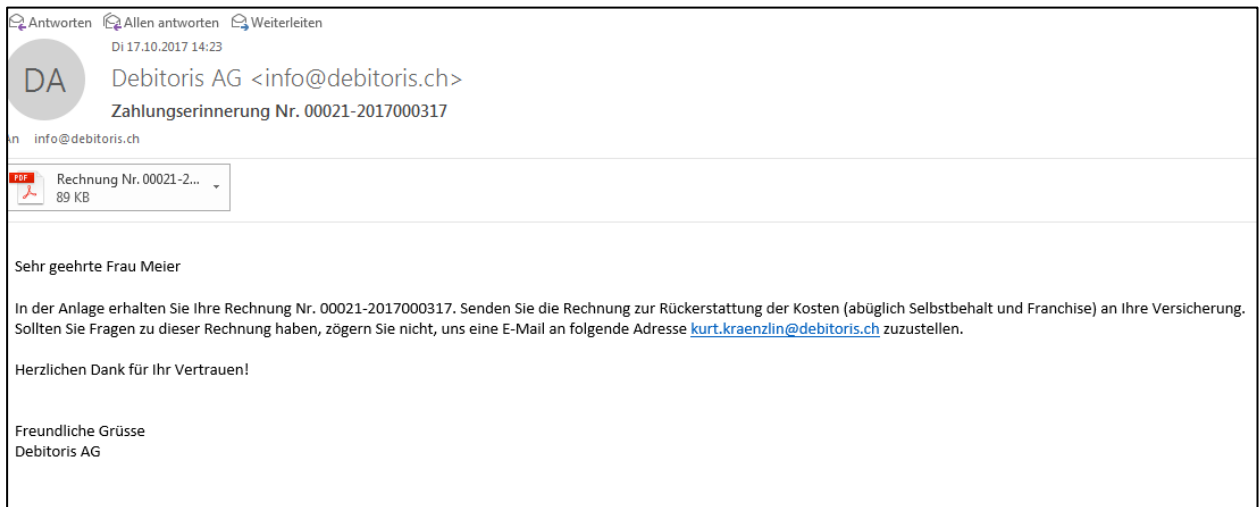 Antworten Allen antworten Weiterleiten
Di 17.10.2017 14:23
DA
Debitoris AG <info@debitoris.ch>
Zahlungserinnerung Nr. 00021-2017000317
An info@debitoris.ch
PDF
Rechnung Nr. 00021-2...
89 KB
Sehr geehrte Frau Meier
In der Anlage erhalten Sie Ihre Rechnung Nr. 00021-2017000317. Senden Sie die Rechnung zur Rückerstattung der Kosten (abüglich Selbstbehalt und Franchise) an Ihre Versicherung.
Sollten Sie Fragen zu dieser Rechnung haben, zögern Sie nicht, uns eine E-Mail an folgende Adresse kurt.kraenzlin@debitoris.ch zuzustellen.
Herzlichen Dank für Ihr Vertrauen!
Freundliche Grüsse
Debitoris AG